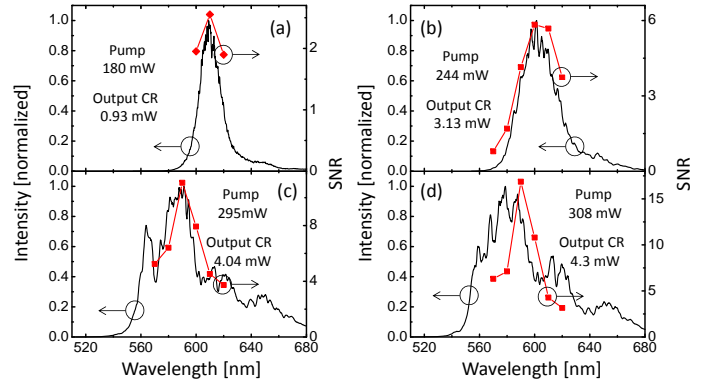 (a)
Pump
180 mW
Output CR
0.93 mW
1.0
0.8
0.6
0.4
0.2
0
1
2
SNR
(b)
Pump
244 mW
Output CR
3.13 mW
1.0
0.8
0.6
0.4
0.2
0
2
4
6
SNR
Intensity [normalized]
Intensity [normalized]
(c)
Pump
295mW
Output CR
4.04 mW
1.0
0.8
0.6
0.4
0.2
0.0
0
4
8
520 560 600 640 680
Wavelength [nm]
(d)
Pump
308 mW
Output CR
4.3 mW
1.0
0.8
0.6
0.4
0.2
0.0
0
5
10
15
520 560 600 640 680
Wavelength [nm]